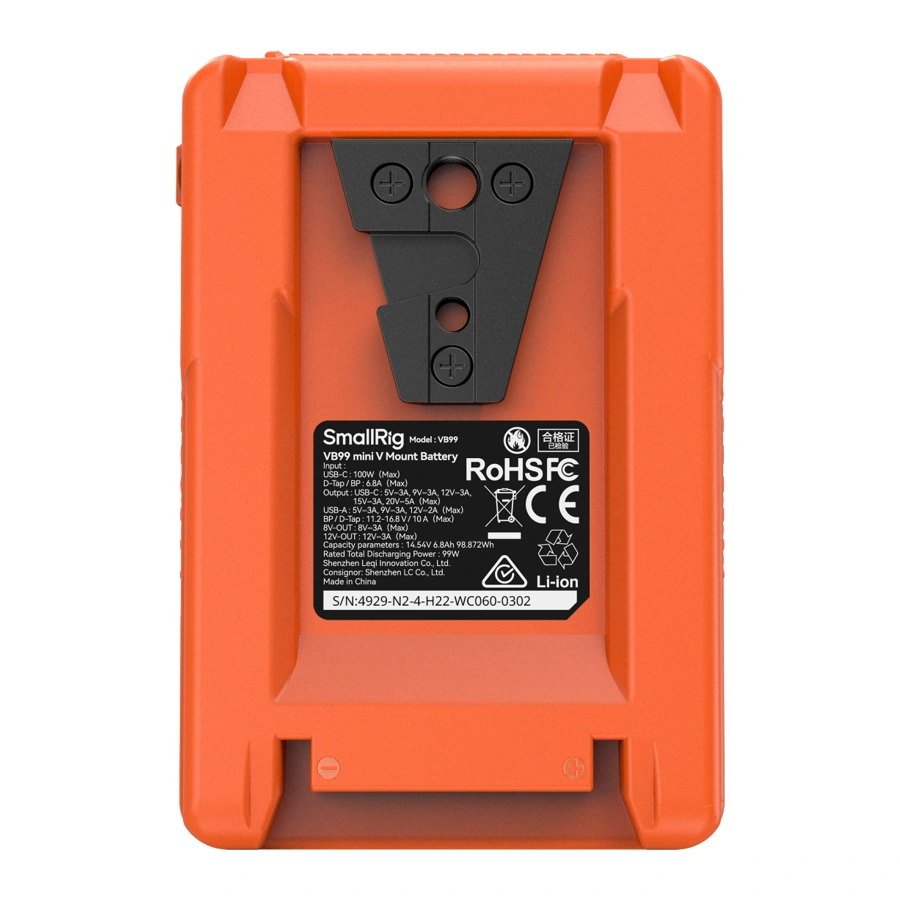 SmallRig Model : VB99
合格证
已检验
VB99 mini V Mount Battery
Input :
USB-C : 100W (Max)
D-Tap / BP : 6.8A (Max)
Output : USB-C : 5V⎓3A, 9V⎓3A, 12V⎓3A,
15V⎓3A, 20V⎓5A (Max)
USB-A : 5V⎓3A, 9V⎓3A, 12V⎓2A (Max)
BP / D-Tap : 11.2-16.8 V / 10 A (Max)
8V-OUT : 8V⎓3A (Max)
12V-OUT : 12V⎓3A (Max)
Capacity parameters : 14.54V 6.8Ah 98.872Wh
Rated Total Discharging Power : 99W
Shenzhen Leqi Innovation Co., Ltd.
Consignor: Shenzhen LC Co., Ltd.
Made in China
RoHS FC
CE
Li-ion
S/N:4929-N2-4-H22-WC060-0302